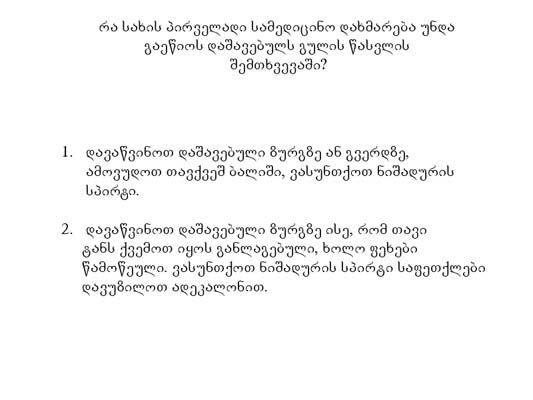 რა სახის პირველადი სამედიცინო დახმარება უნდა
გაეწიოს დაშავებულს გულის წასვლის
შემთხვევაში?
1. დავაწვინოთ დაშავებული ზურგზე ან გვერდზე,
ამოვუდოთ თავქვეშ ბალიში, ვასუნთქოთ ნიშადურის
სპირტი.
2. დავაწვინოთ დაშავებული ზურგზე ისე, რომ თავი
ტანს ქვემოთ იყოს განლაგებული, ხოლო ფეხები
წამოწეული. ვასუნთქოთ ნიშადურის სპირტი საფეთქლები
დავუზილოთ ადეკალონით.